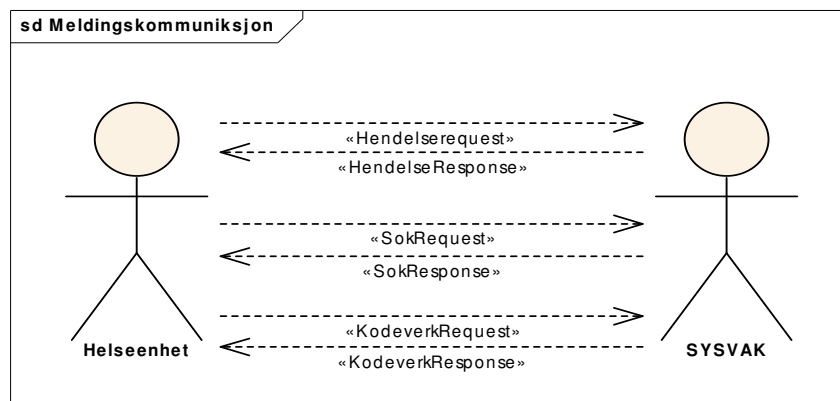 sd Meldingskommuniksjon
«Hendelserequest»
«HendelseResponse»
«SokRequest»
«SokResponse»
«KodeverkRequest»
«KodeverkResponse»
Helseenhet
SYSVAK